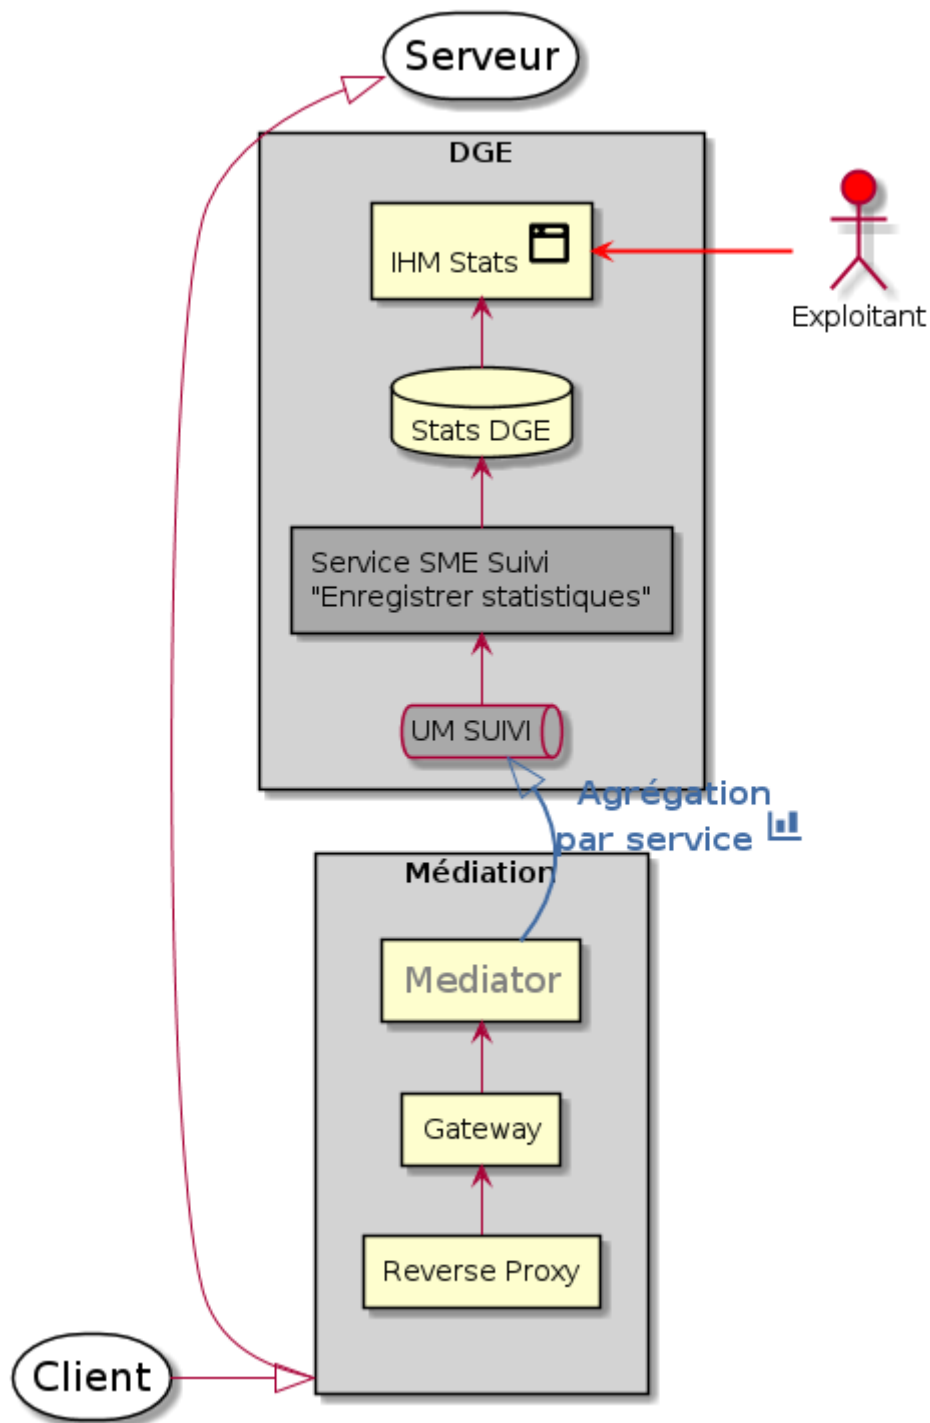 Serveur
DGE
IHM Stats
Exploitant
Stats DGE
Service SME Suivi
"Enregistrer statistiques"
UM SUIVI
Agrégation
par service
Médiation
Mediator
Gateway
Reverse Proxy
Client